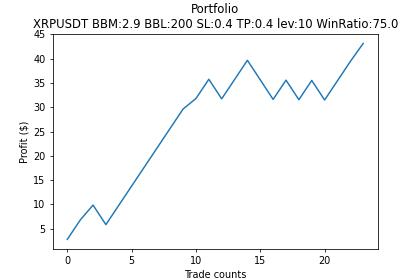 Portfolio
XRPUSDT BBM:2.9 BBL:200 SL:0.4 TP:0.4 lev:10 WinRatio:75.0
45
40
35
30
25
20
15
10
5
Profit ($)
0 5 10 15 20
Trade counts